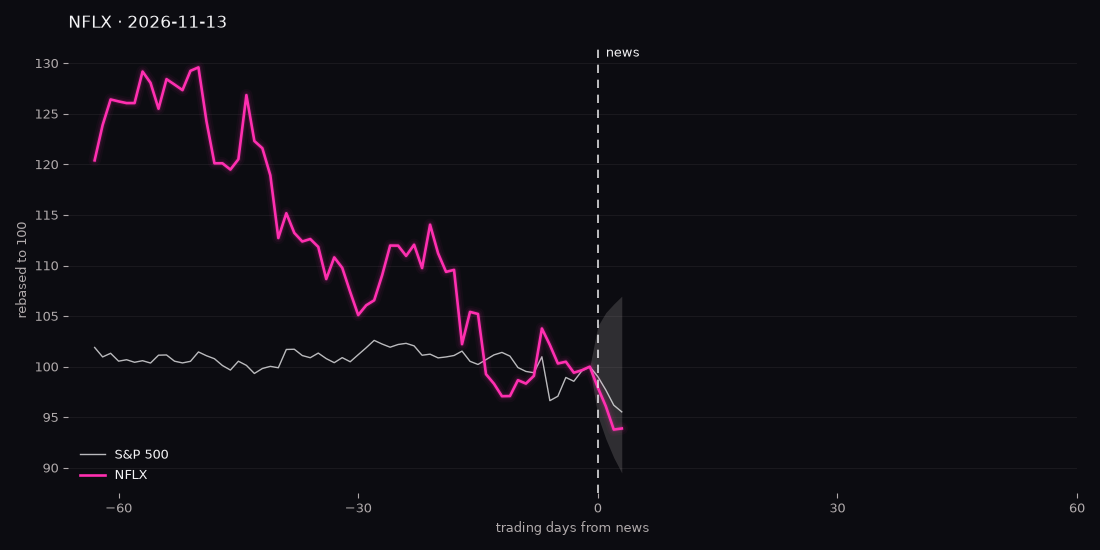 NFLX · 2026-11-13
news
rebased to 100
130
125
120
115
110
105
100
95
90
S&P 500
NFLX
−60
−30
0
30
60
trading days from news